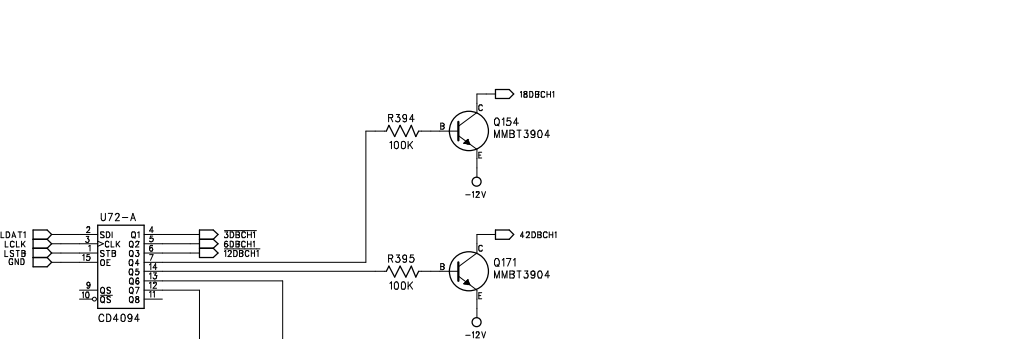 18DBCH1
C
R394
Q154
B
MMBT3904
100K
E
-12V
U72-A
LDAT1 2 SDI Q1 4 3DBCH1
LCLK 3 >CLK Q2 5 6DBCH1
LSTB 1 STB Q3 6 12DBCH1
GND 15 OE Q4 7
Q5 14
Q6 13
9 QS Q7 12
10 QS Q8 11
CD4094
42DBCH1
C
R395
Q171
B
MMBT3904
100K
E
-12V